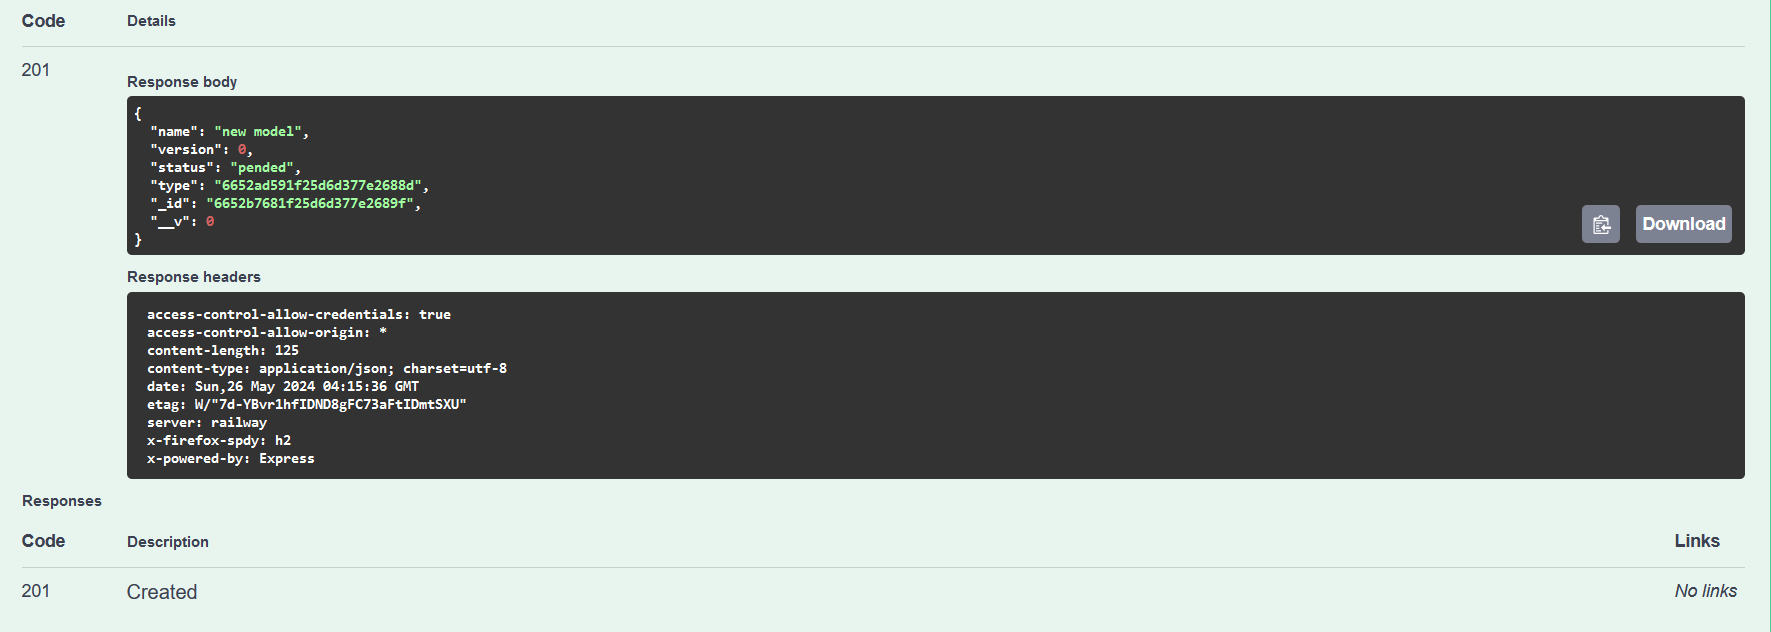 Code Details
201
Response body
{
  "name": "new model",
  "version": 0,
  "status": "pended",
  "type": "6652ad591f25d6d377e2688d",
  "_id": "6652b7681f25d6d377e2689f",
  "__v": 0
}
Download
Response headers
access-control-allow-credentials: true
access-control-allow-origin: *
content-length: 125
content-type: application/json; charset=utf-8
date: Sun,26 May 2024 04:15:36 GMT
etag: W/"7d-YBvr1hfIDND8gFC73aFtIDmtSXU"
server: railway
x-firefox-spdy: h2
x-powered-by: Express
Responses
Code Description Links
201 Created No links